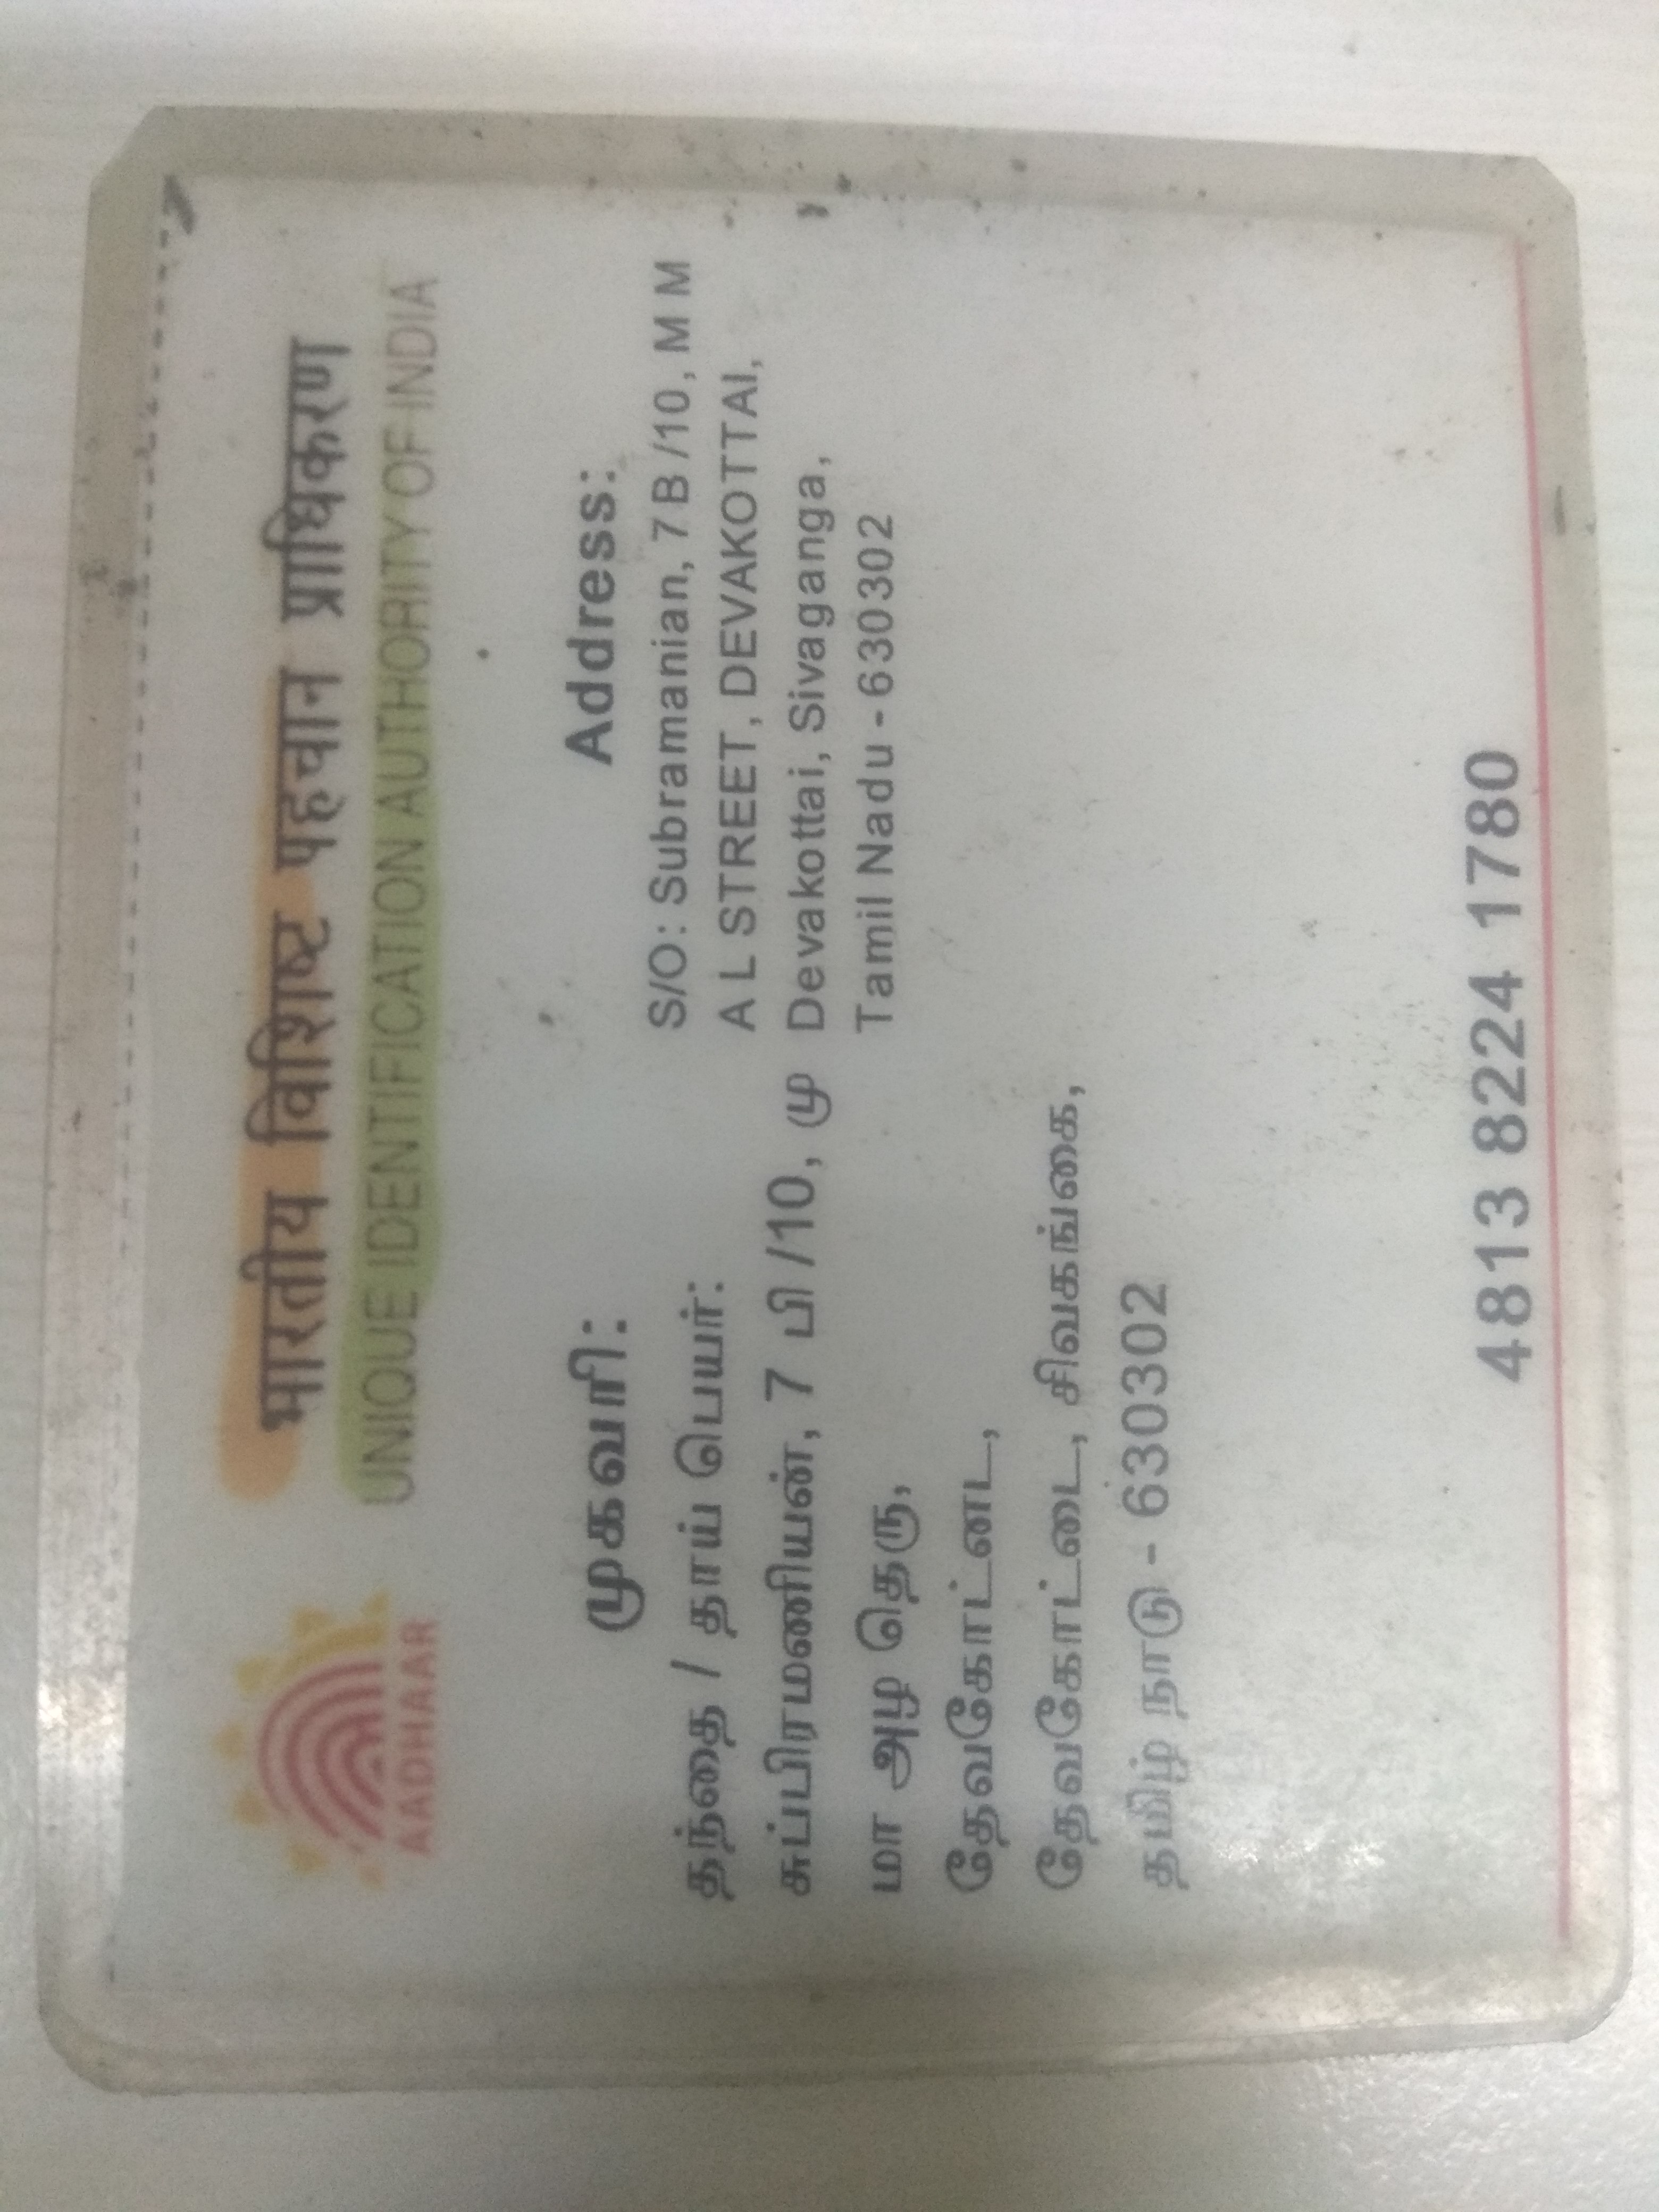 भारतीय विशिष्ट पहचान प्राधिकरण
UNIQUE IDENTIFICATION AUTHORITY OF INDIA
AADHAAR
முகவரி:
தந்தை / தாய் பெயர்:
சுப்பிரமணியன், 7 பி /10, மு
மா அழ தெரு,
தேவகோட்னட,
தேவகோட்டை, சிவகங்கை,
தமிழ் நாடு - 630302
Address:
S/O: Subramanian, 7 B /10, M M
A L STREET, DEVAKOTTAI,
Devakottai, Sivaganga,
Tamil Nadu - 630302
4813 8224 1780